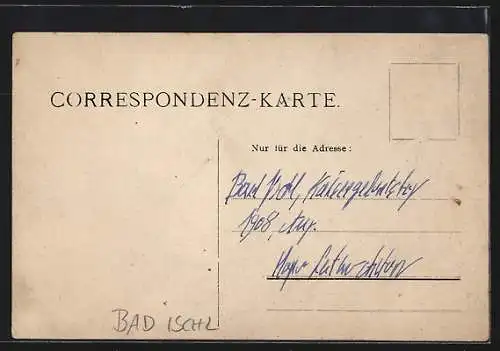 CORRESPONDENZ-KARTE.
Nur für die Adresse:
Bad Ischl, Kaisergeburtstag
1908, Aug.
BAD ISCHL